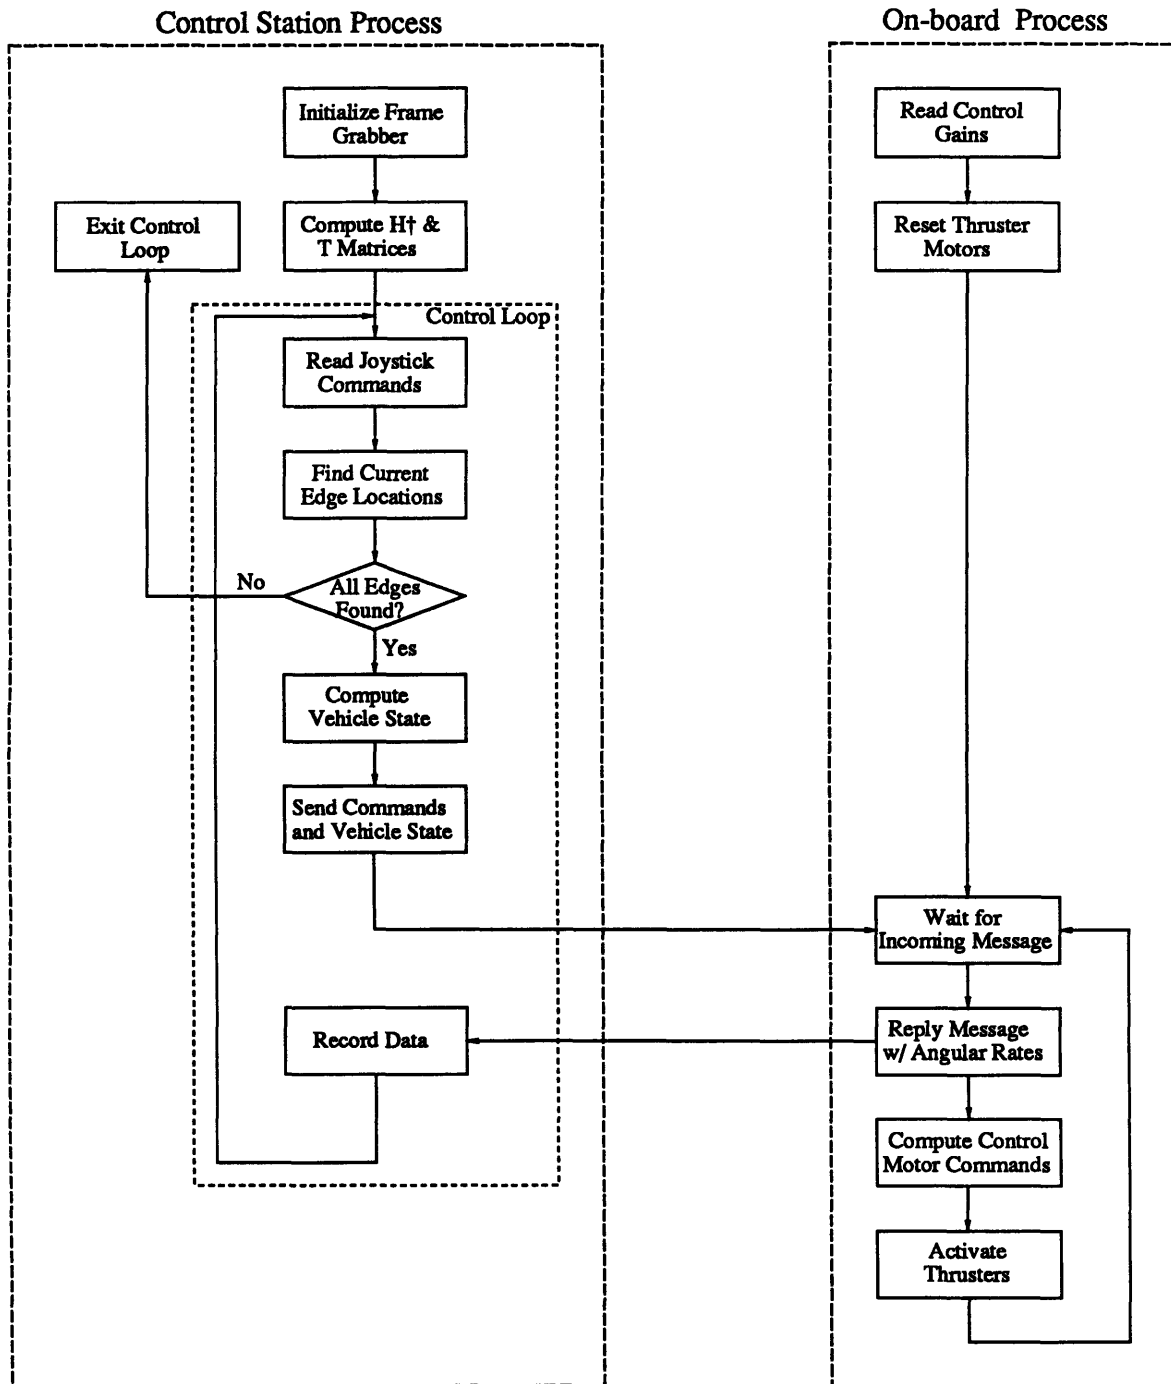 Control Station Process
Initialize Frame
Grabber
Compute H† &
T Matrices
Exit Control
Loop
Control Loop
Read Joystick
Commands
Find Current
Edge Locations
All Edges
Found?
No
Yes
Compute
Vehicle State
Send Commands
and Vehicle State
Record Data
On-board Process
Read Control
Gains
Reset Thruster
Motors
Wait for
Incoming Message
Reply Message
w/ Angular Rates
Compute Control
Motor Commands
Activate
Thrusters